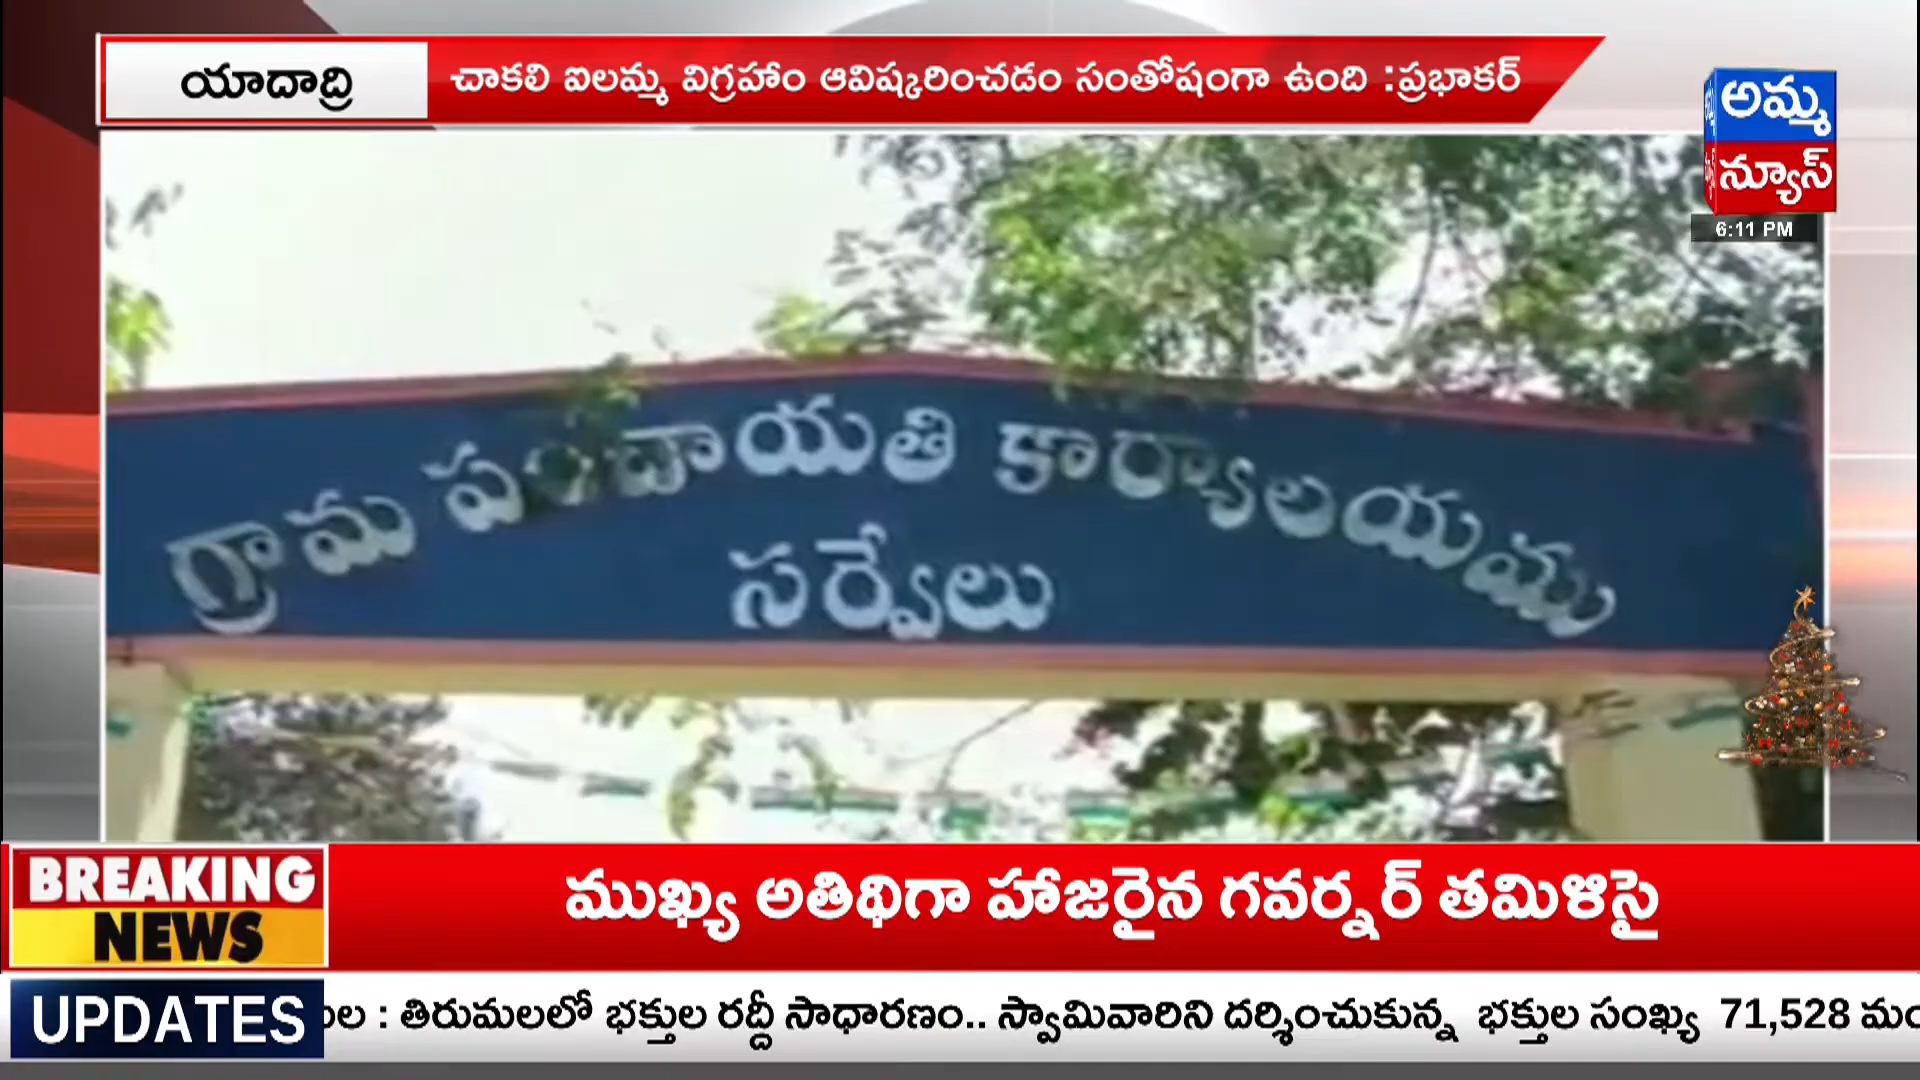 యాదాద్రి
చాకలి ఐలమ్మ విగ్రహాం ఆవిష్కరించడం సంతోషంగా ఉంది :ప్రభాకర్
అమ్మ
న్యూస్
6:11 PM
గ్రామ పంచాయతి కార్యాలయము
సర్వేలు
BREAKING
NEWS
ముఖ్య అతిథిగా హాజరైన గవర్నర్ తమిళిసై
UPDATES
: తిరుమలలో భక్తుల రద్దీ సాధారణం.. స్వామివారిని దర్శించుకున్న భక్తుల సంఖ్య 71,528